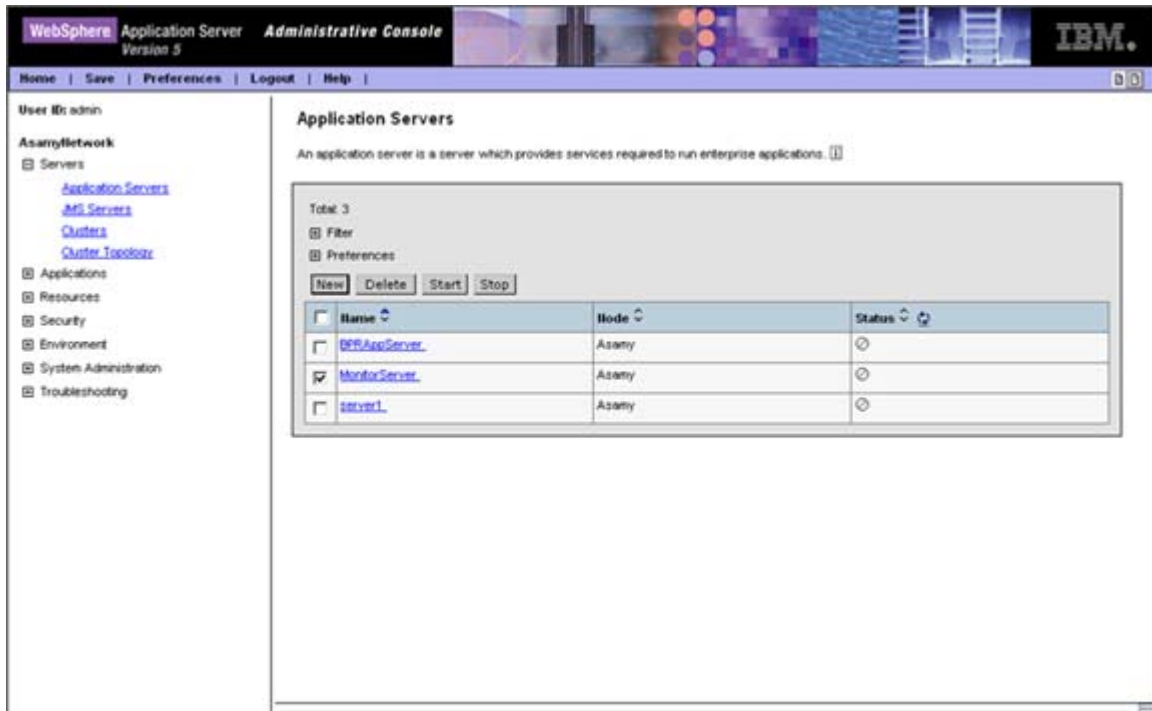 WebSphere Application Server Administrative Console
Version 5
IBM.
Home | Save | Preferences | Logout | Help |
User ID: admin
AsamyNetwork
Servers
Application Servers
JMS Servers
Clusters
Cluster Topology
Applications
Resources
Security
Environment
System Administration
Troubleshooting
Application Servers
An application server is a server which provides services required to run enterprise applications. [i]
Total: 3
Filter
Preferences
New Delete Start Stop
Name Node Status
BPRAppServer Asamy
MonitorServer Asamy
server1 Asamy